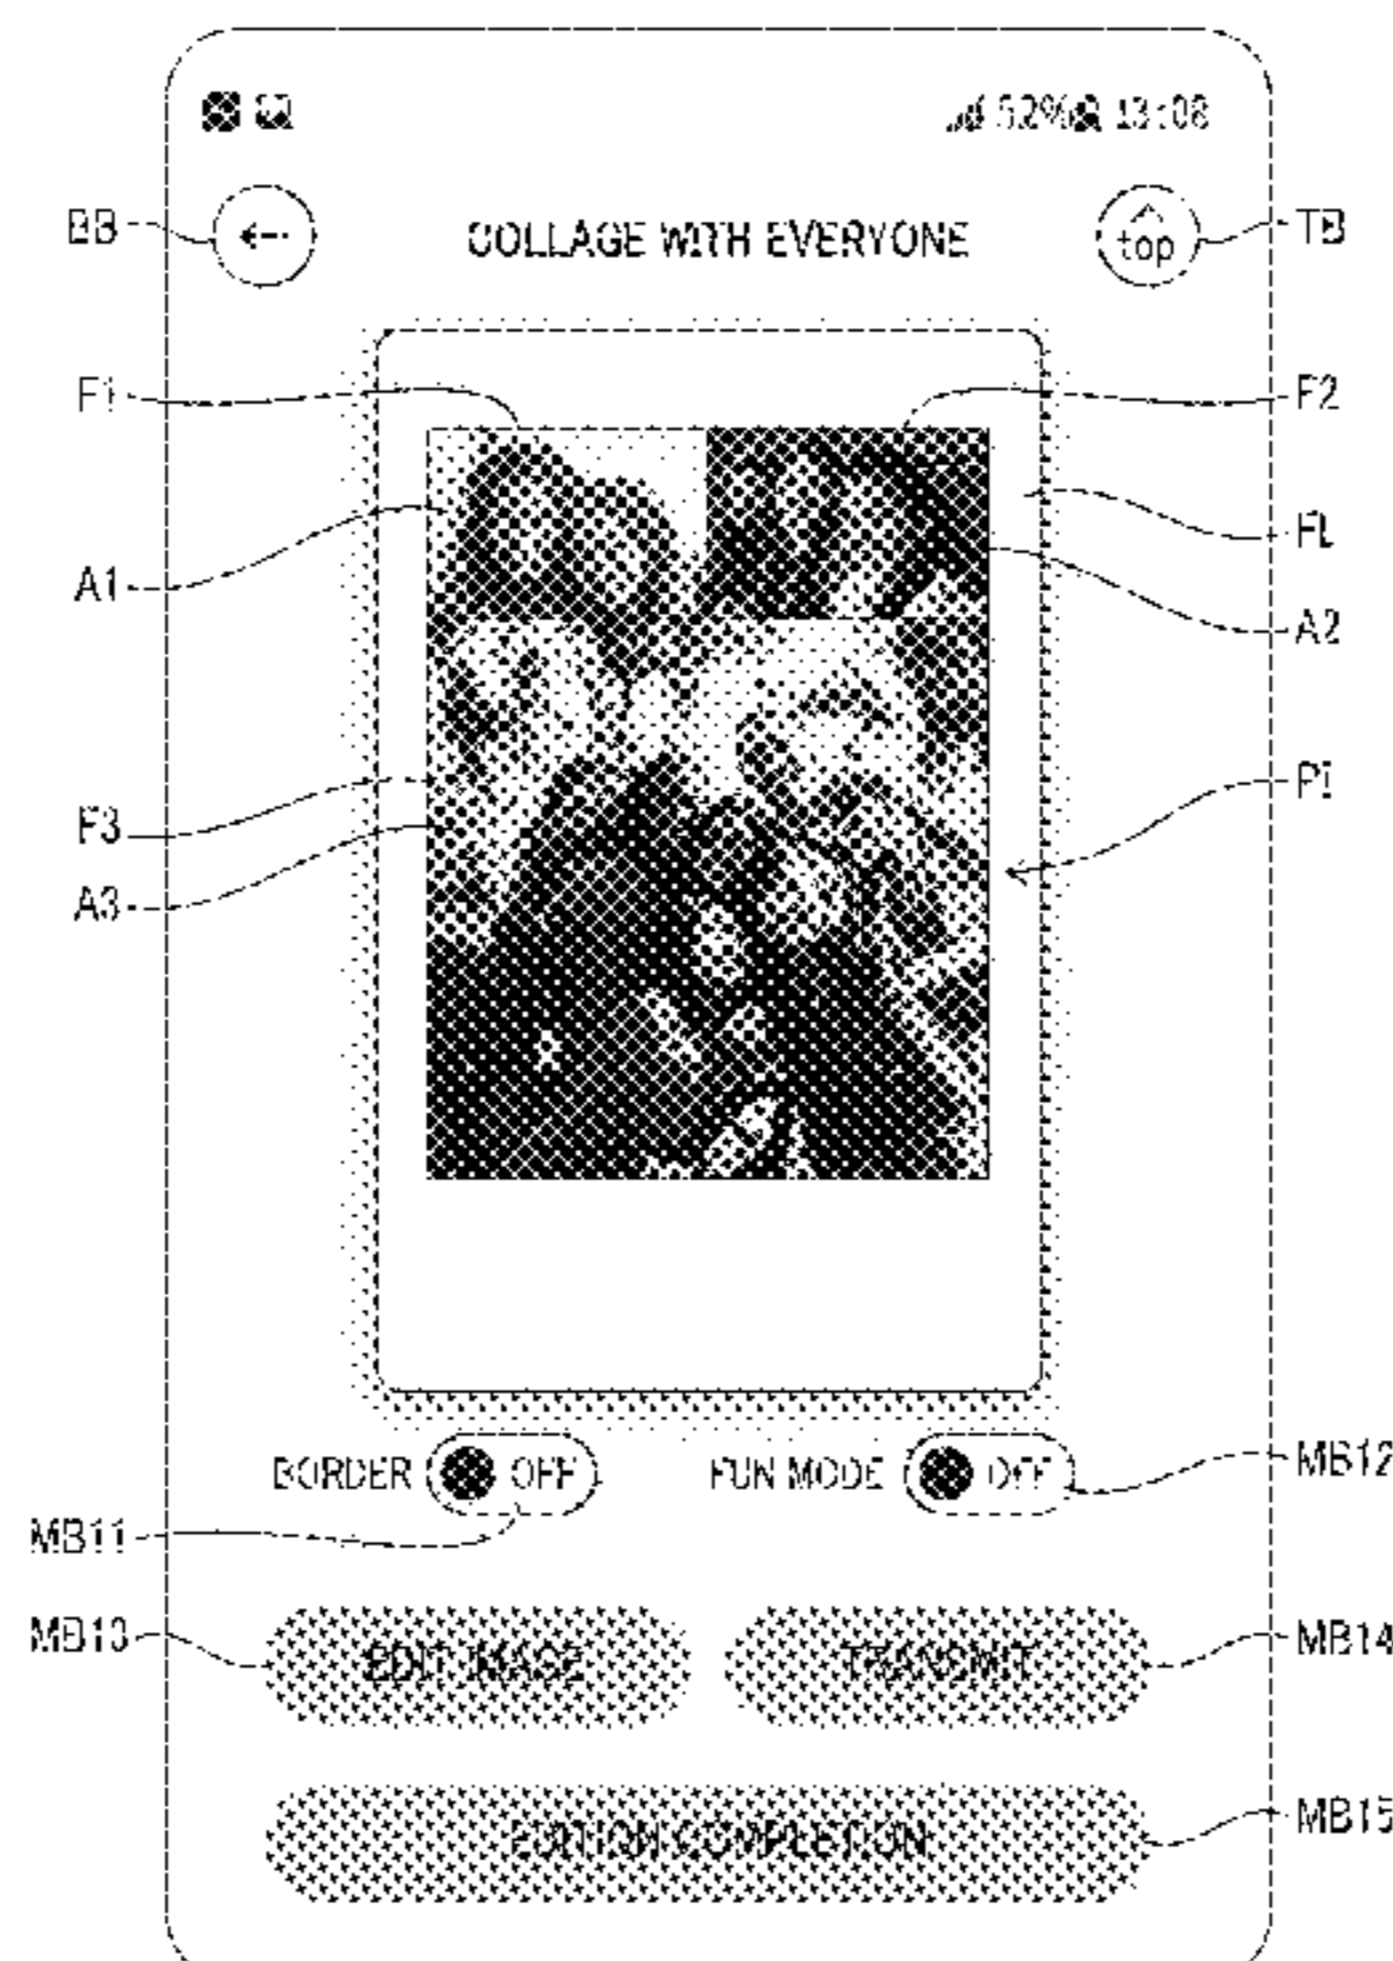 52% 13:08
BB
COLLAGE WITH EVERYONE
top
TB
F1
F2
A1
FL
A2
F3
PI
A3
BORDER OFF
FUN MODE OFF
MB12
MB11
MB13
EDIT IMAGE
TRANSMIT
MB14
EDITION COMPLETION
MB15